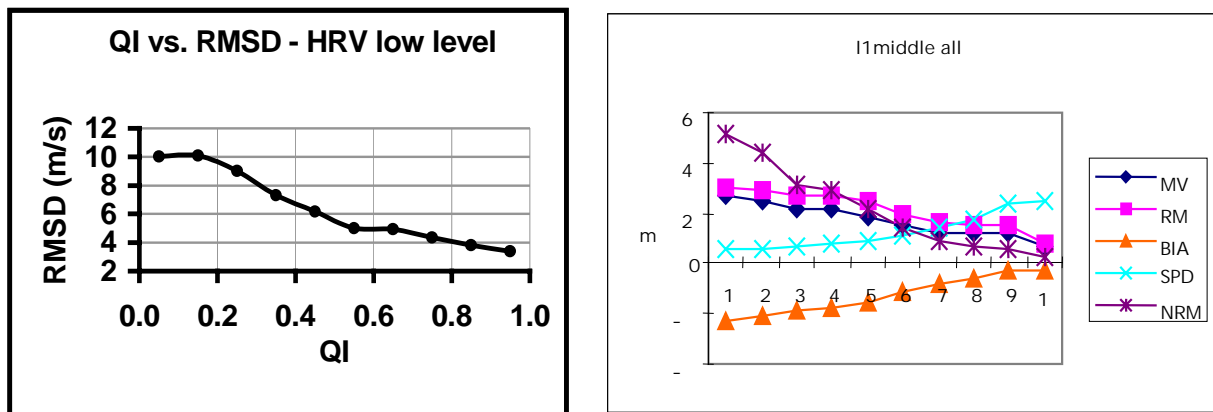 QI vs. RMSD - HRV low level
12
10
8
6
4
2
0.0 0.2 0.4 0.6 0.8 1.0
RMSD (m/s)
QI
I1middle all
6
4
2
0
-
-
m
1 2 3 4 5 6 7 8 9 1
MV
RM
BIA
SPD
NRM